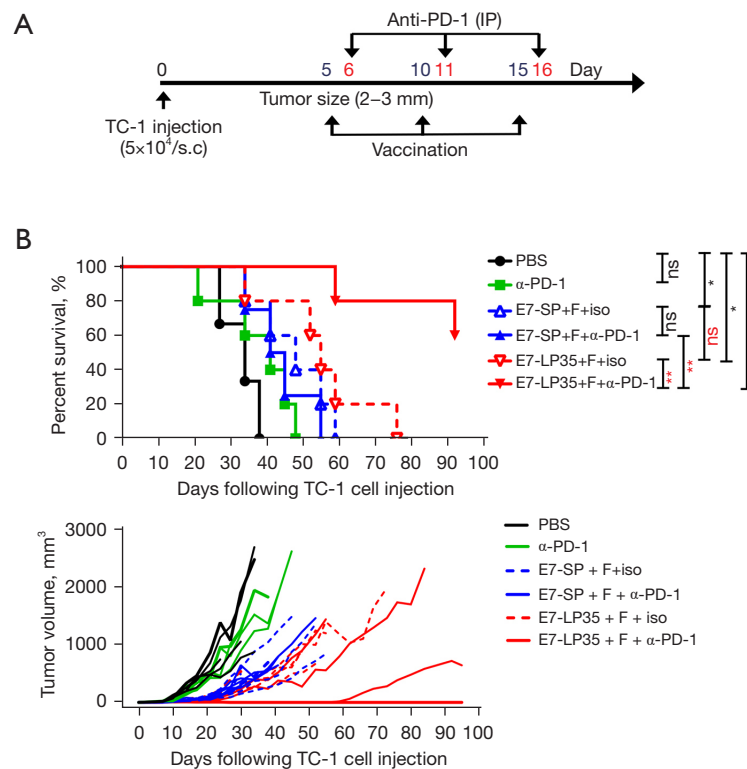 A
Anti-PD-1 (IP)
0 5 6 10 11 15 16 Day
Tumor size (2–3 mm)
TC-1 injection
(5×10⁴/s.c)
Vaccination
B
Percent survival, %
100
80
60
40
20
0
0 10 20 30 40 50 60 70 80 90 100
Days following TC-1 cell injection
PBS
α-PD-1
E7-SP+F+iso
E7-SP+F+α-PD-1
E7-LP35+F+iso
E7-LP35+F+α-PD-1
ns
ns
**
**
*
ns
*
Tumor volume, mm³
3000
2000
1000
0
0 10 20 30 40 50 60 70 80 90 100
Days following TC-1 cell injection
PBS
α-PD-1
E7-SP + F+iso
E7-SP + F + α-PD-1
E7-LP35 + F + iso
E7-LP35 + F + α-PD-1